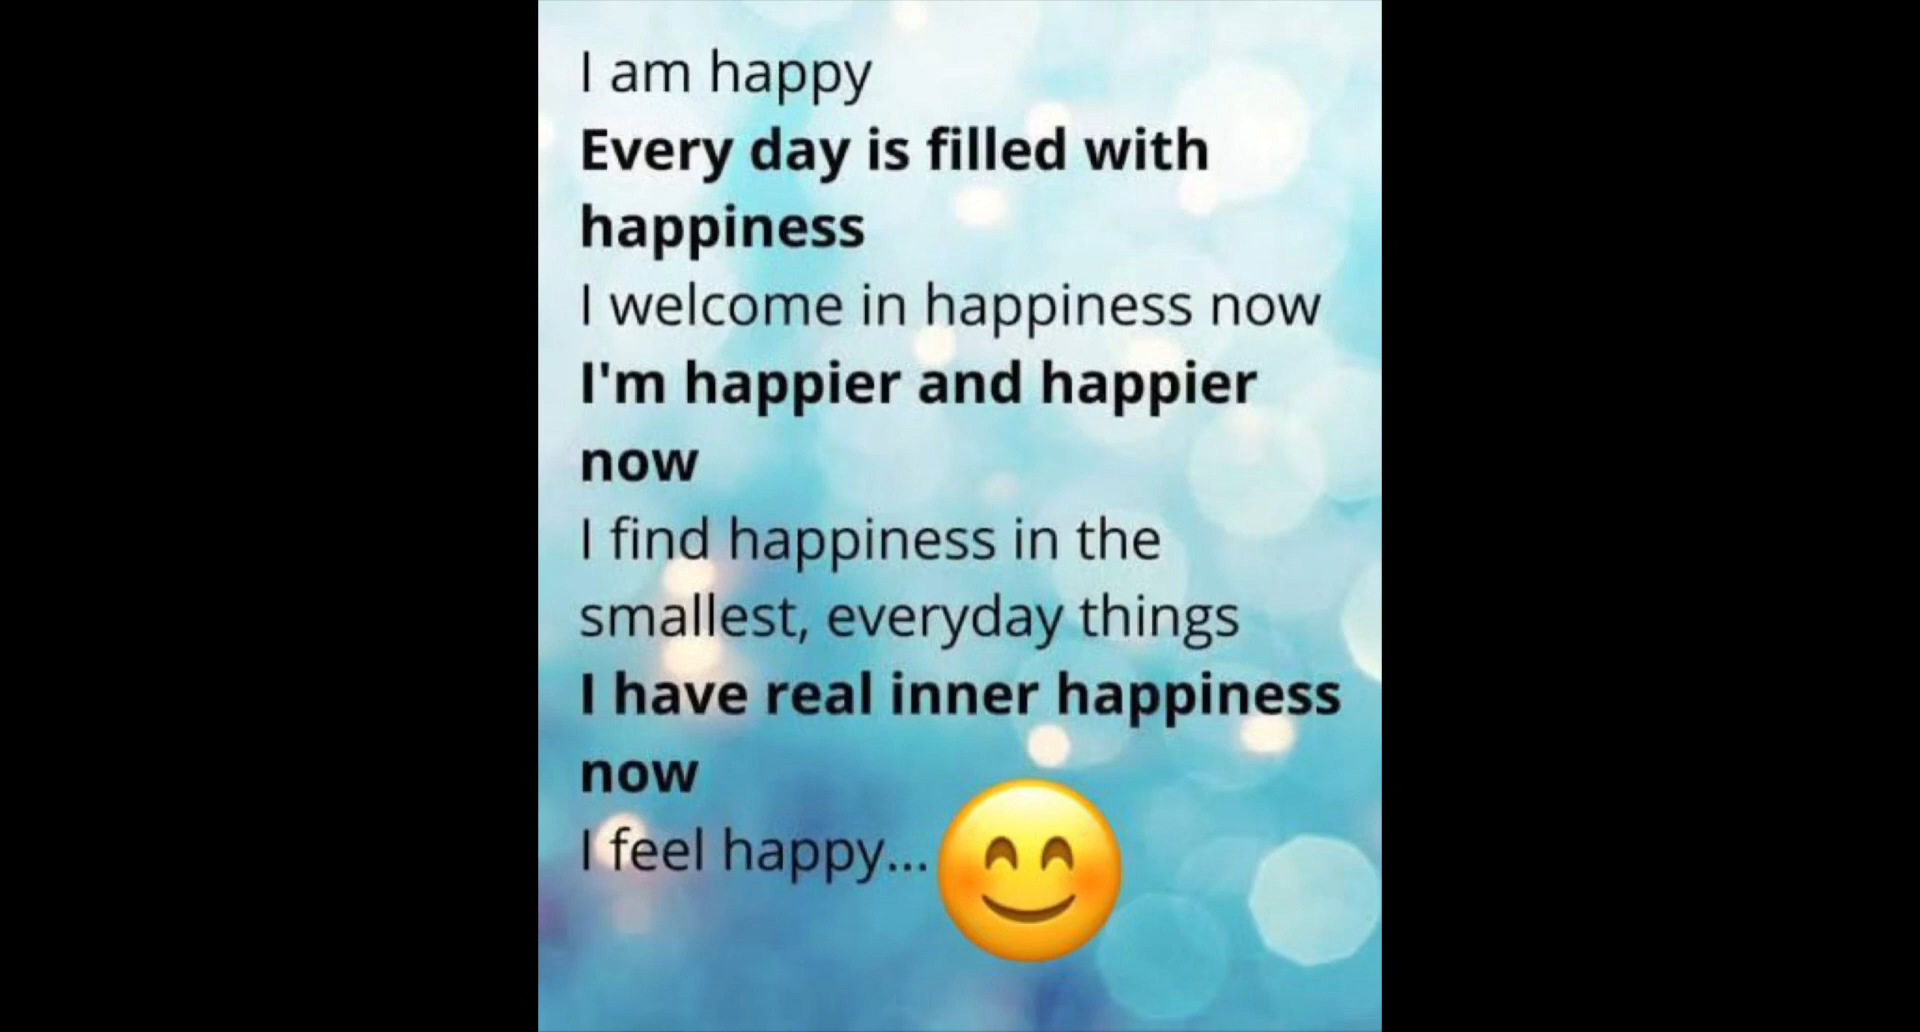 I am happy
Every day is filled with
happiness
I welcome in happiness now
I'm happier and happier
now
I find happiness in the
smallest, everyday things
I have real inner happiness
now
I feel happy...